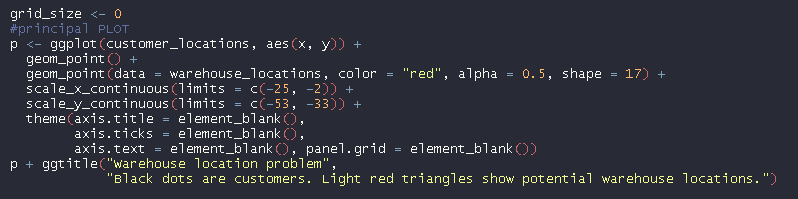 grid_size <- 0
#principal PLOT
p <- ggplot(customer_locations, aes(x, y)) +
  geom_point() +
  geom_point(data = warehouse_locations, color = "red", alpha = 0.5, shape = 17) +
  scale_x_continuous(limits = c(-25, -2)) +
  scale_y_continuous(limits = c(-53, -33)) +
  theme(axis.title = element_blank(),
        axis.ticks = element_blank(),
        axis.text = element_blank(), panel.grid = element_blank())
p + ggtitle("Warehouse location problem",
            "Black dots are customers. Light red triangles show potential warehouse locations.")